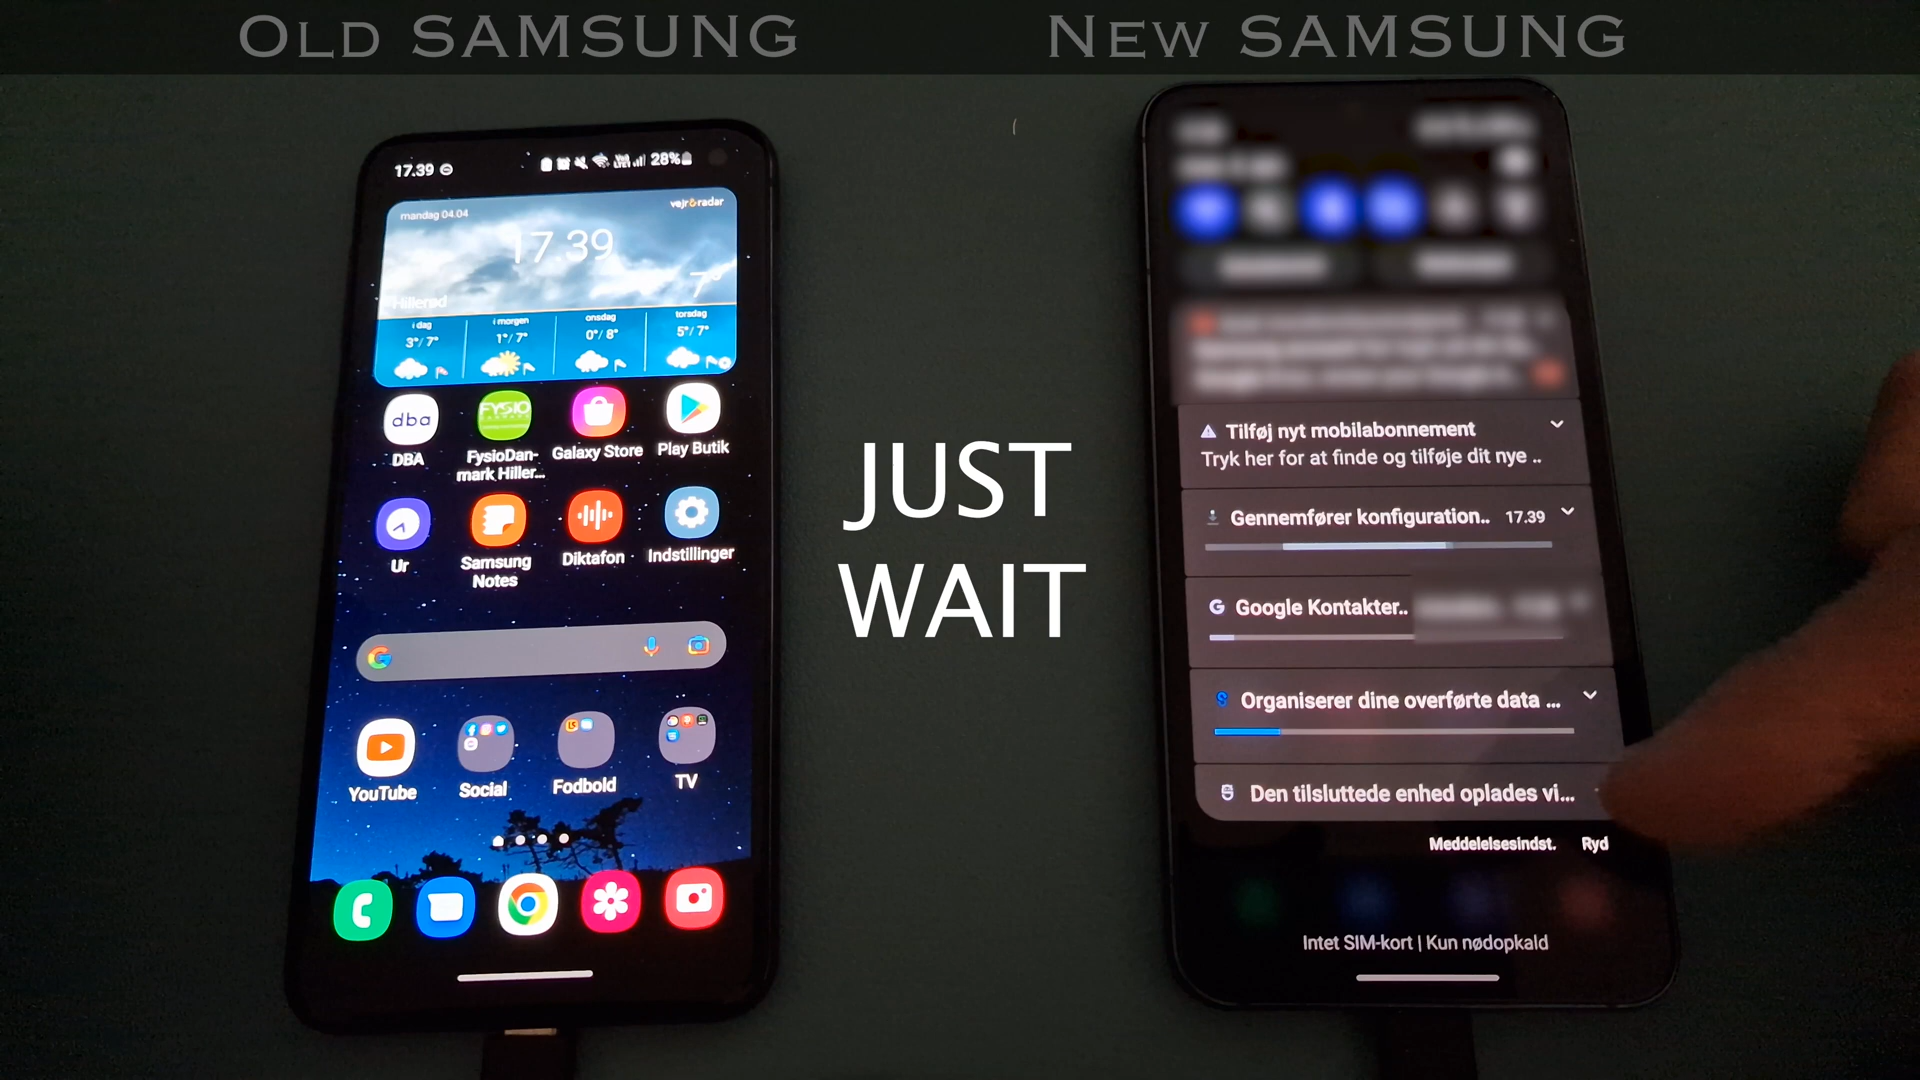 Old SAMSUNG
New SAMSUNG
17.39
28%
mandag 04.04
vejr radar
17.39
7°
Hillerød
i dag
i morgen
onsdag
torsdag
3°/7°
1°/7°
0°/8°
5°/7°
dba
FYSIO
DBA
FysioDan-
mark Hiller...
Galaxy Store
Play Butik
Ur
Samsung
Notes
Diktafon
Indstillinger
YouTube
Social
Fodbold
TV
JUST
WAIT
Tilføj nyt mobilabonnement
Tryk her for at finde og tilføje dit nye ..
Gennemfører konfiguration.. 17.39
Google Kontakter..
Organiserer dine overførte data ...
Den tilsluttede enhed oplades vi...
Meddelelsesindst. Ryd
Intet SIM-kort | Kun nødopkald